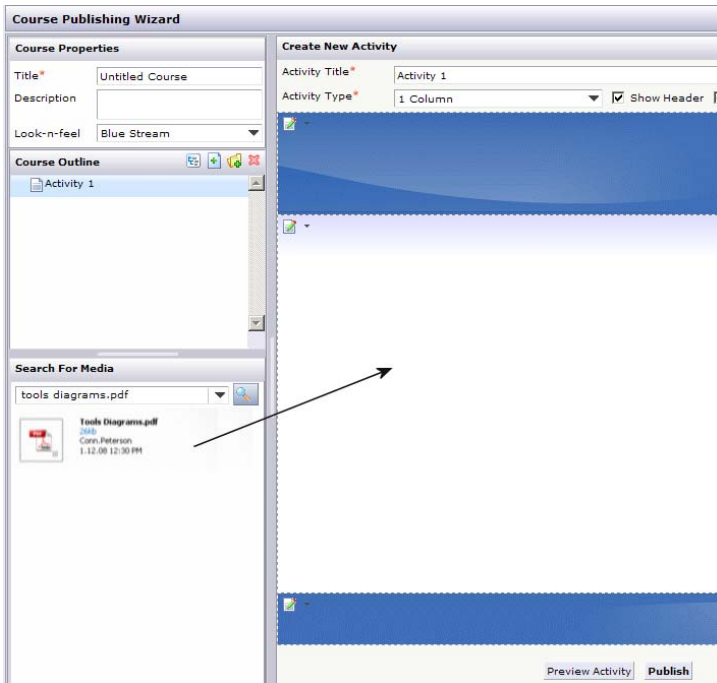 Course Publishing Wizard
Course Properties
Title*
Untitled Course
Description
Look-n-feel
Blue Stream
Course Outline
Activity 1
Search For Media
tools diagrams.pdf
Tools Diagrams.pdf
26kb
Conn.Peterson
1.12.08 12:30 PM
Create New Activity
Activity Title*
Activity 1
Activity Type*
1 Column
Show Header
Preview Activity
Publish